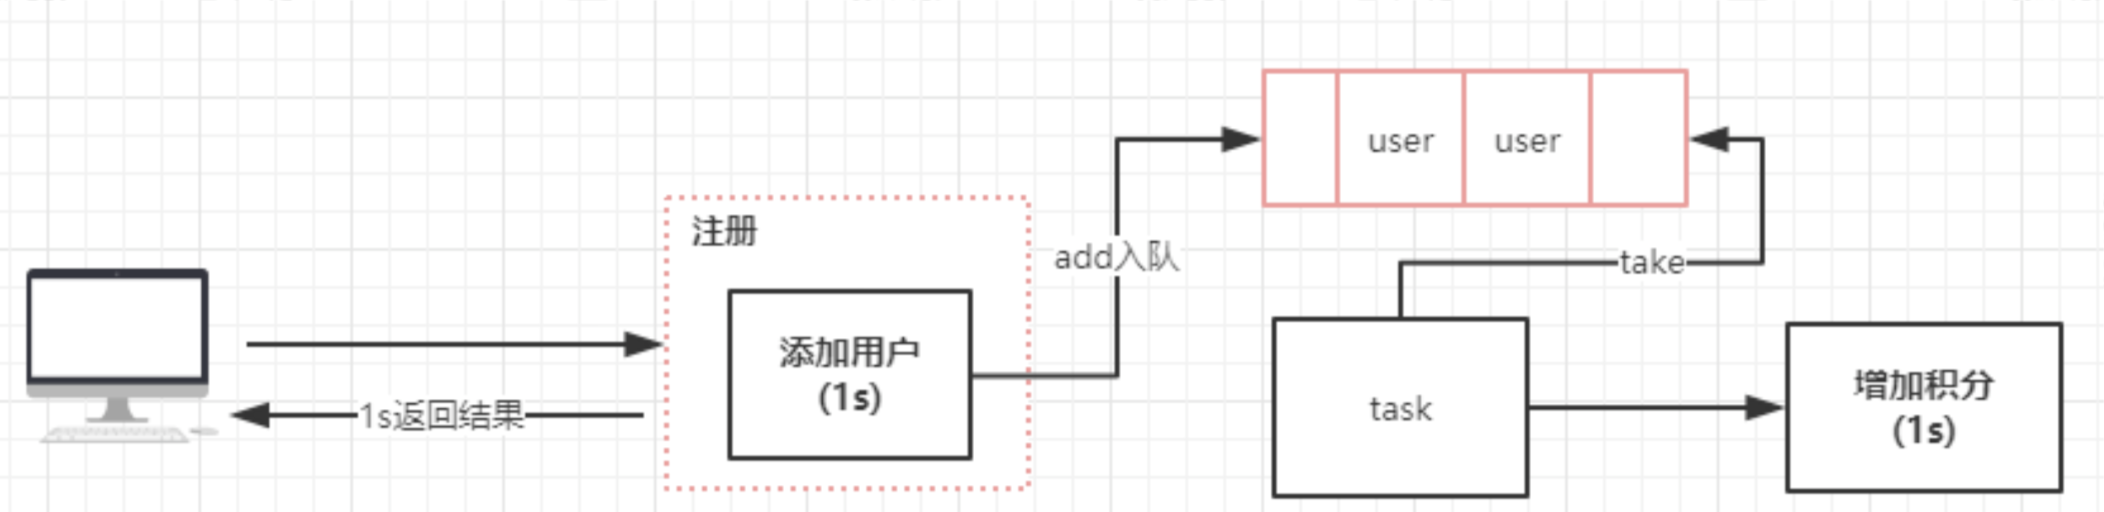 user
user
注册
add入队
take
添加用户
(1s)
1s返回结果
task
增加积分
(1s)